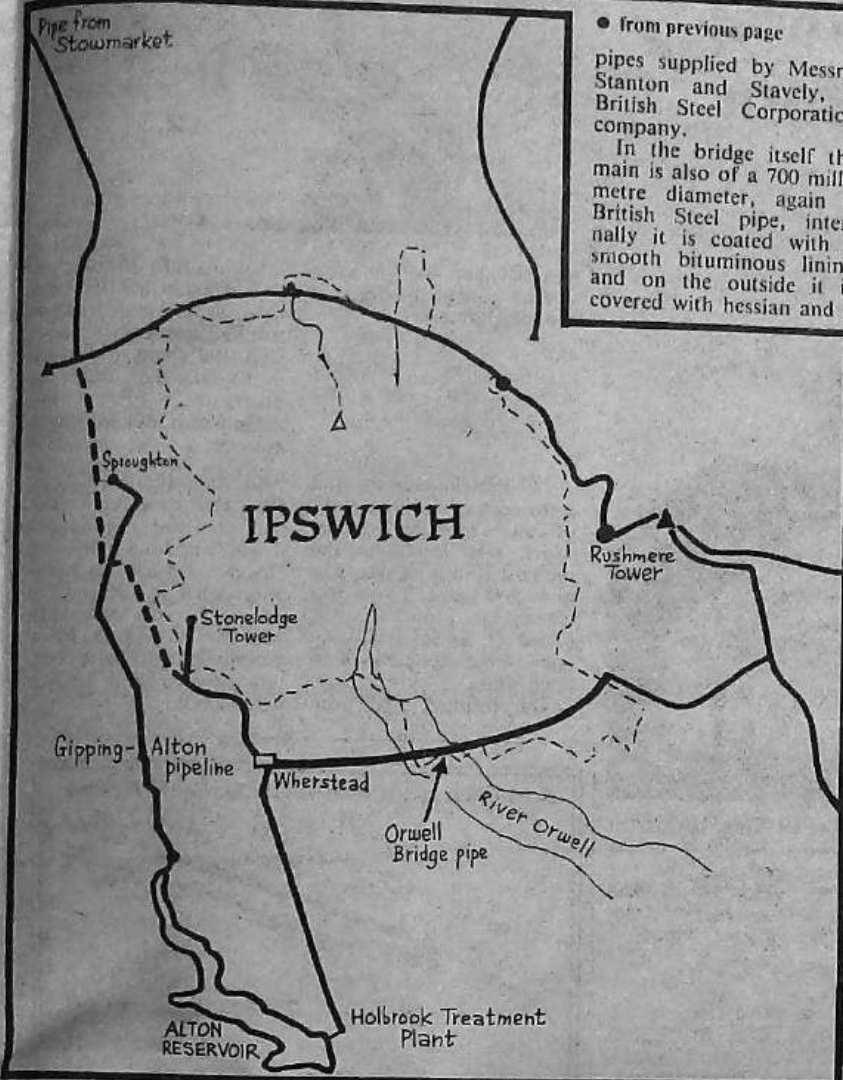 Pipe from
Stowmarket
• from previous page
pipes supplied by Messr
Stanton and Stavely,
British Steel Corporatic
company.
In the bridge itself th
main is also of a 700 mill
metre diameter, again
British Steel pipe, inter
nally it is coated with
smooth bituminous linin
and on the outside it i
covered with hessian and
Sproughton
IPSWICH
Rushmere
Tower
Stonelodge
Tower
Gipping-Alton
pipeline
Wherstead
Orwell
Bridge pipe
River Orwell
Holbrook Treatment
Plant
ALTON
RESERVOIR